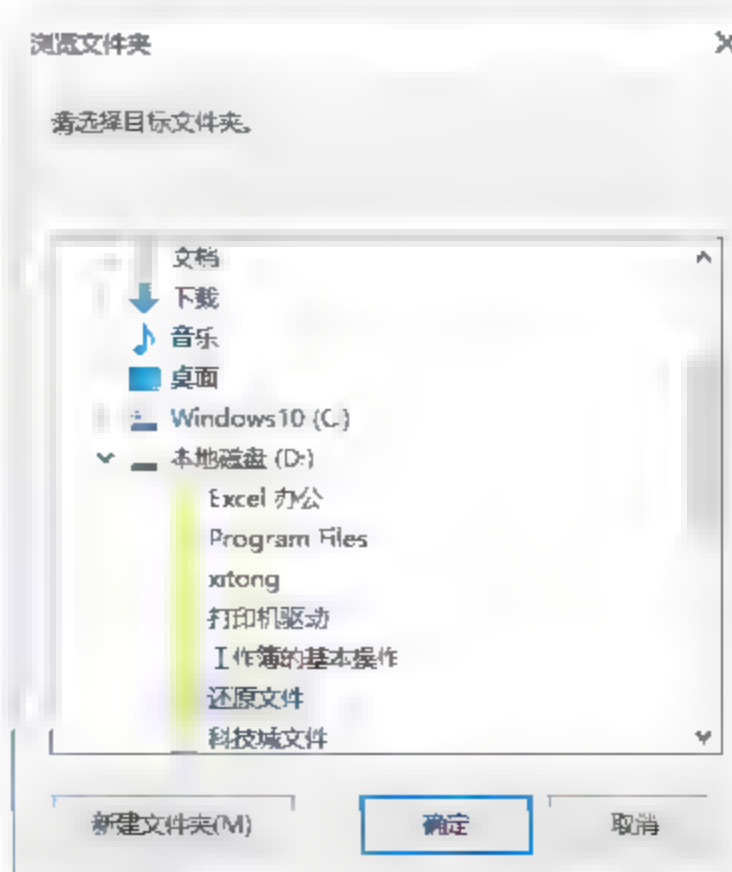 浏览文件夹
请选择目标文件夹。
文档
下载
音乐
桌面
Windows10 (C:)
本地磁盘 (D:)
Excel 办公
Program Files
xitong
打印机驱动
工作簿的基本操作
还原文件
科技城文件
新建文件夹(M)
确定
取消